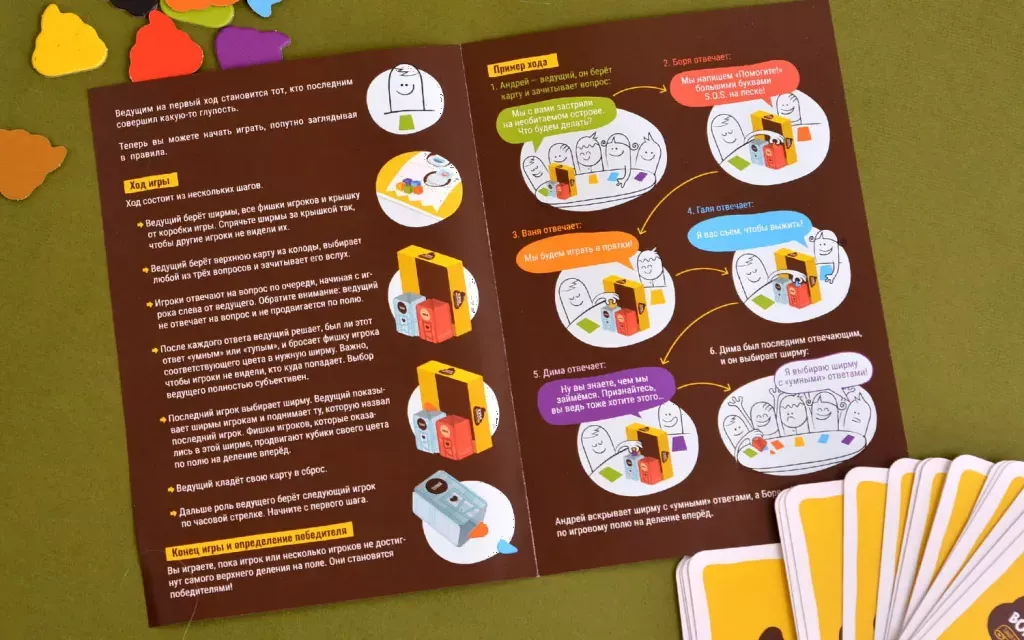 Ведущим на первый ход становится тот, кто последним
совершил какую-то глупость.
Теперь вы можете начать играть, попутно заглядывая
в правила.
Ход игры
Ход состоит из нескольких шагов.
Ведущий берёт ширмы, все фишки игроков и крышку
от коробки игры. Спрячьте ширмы за крышкой так,
чтобы другие игроки не видели их.
Ведущий берёт верхнюю карту из колоды, выбирает
любой из трёх вопросов и зачитывает его вслух.
Игроки отвечают на вопрос по очереди, начиная с иг-
рока слева от ведущего. Обратите внимание: ведущий
не отвечает на вопрос и не продвигается по полю.
После каждого ответа ведущий решает, был ли этот
ответ «умным» или «тупым», и бросает фишку игрока
соответствующего цвета в нужную ширму. Важно,
чтобы игроки не видели, кто куда попадает. Выбор
ведущего полностью субъективен.
Последний игрок выбирает ширму. Ведущий показы-
вает ширмы игрокам и поднимает ту, которую назвал
последний игрок. Фишки игроков, которые оказа-
лись в этой ширме, продвигают кубики своего цвета
по полю на деление вперёд.
Ведущий кладёт свою карту в сброс.
Дальше роль ведущего берёт следующий игрок
по часовой стрелке. Начните с первого шага.
Конец игры и определение победителя
Вы играете, пока игрок или несколько игроков не достиг-
нут самого верхнего деления на поле. Они становятся
победителями!
Пример хода
1. Андрей – ведущий, он берёт
карту и зачитывает вопрос:
Мы с вами застряли
на необитаемом острове.
Что будем делать?
2. Боря отвечает:
Мы напишем «Помогите!»
большими буквами
S.O.S. на песке!
3. Ваня отвечает:
Мы будем играть в прятки!
4. Галя отвечает:
Я вас съем, чтобы выжить!
5. Дима отвечает:
Ну вы знаете, чем мы
займёмся. Признайтесь,
вы ведь тоже хотите этого...
6. Дима был последним отвечающим,
и он выбирает ширму:
Я выбираю ширму
с «умными» ответами!
Андрей вскрывает ширму с «умными» ответами, а Боря
по игровому полю на деление вперёд.